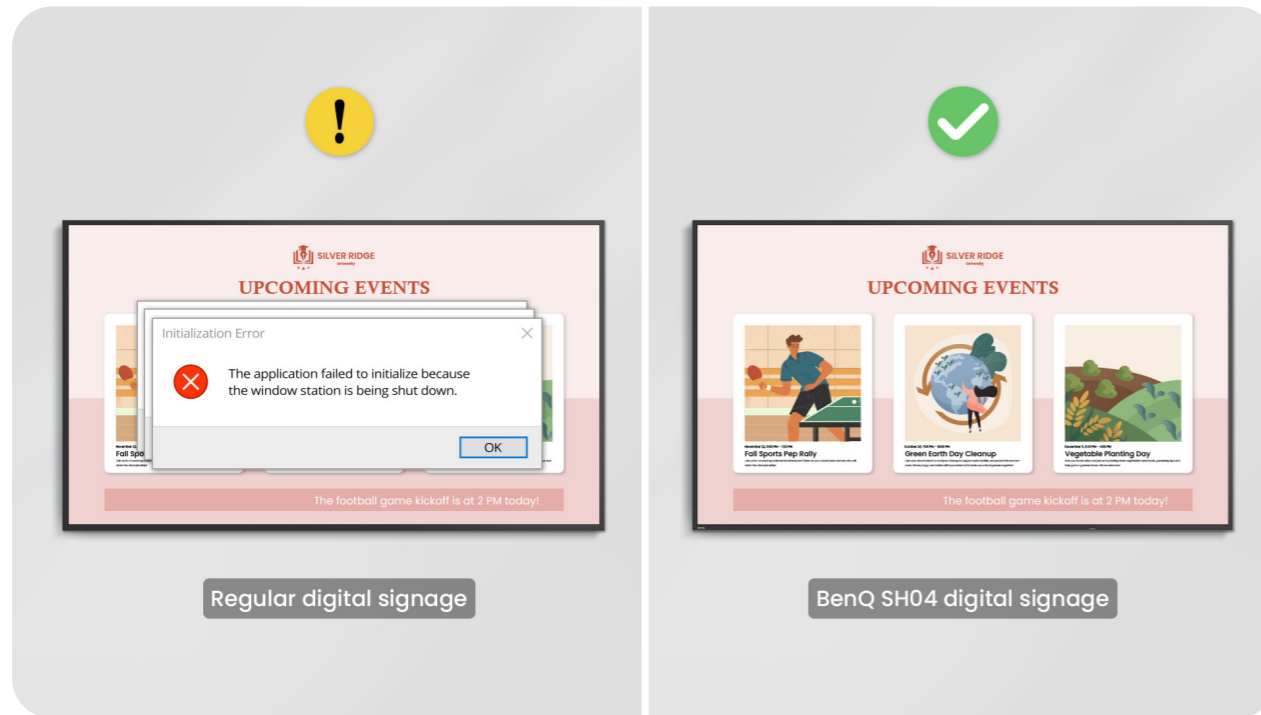 SILVER RIDGE
University
UPCOMING EVENTS
Initialization Error
The application failed to initialize because
the window station is being shut down.
OK
Fall Spo
The football game kickoff is at 2 PM today!
Regular digital signage
SILVER RIDGE
University
UPCOMING EVENTS
Fall Sports Pep Rally
Green Earth Day Cleanup
Vegetable Planting Day
The football game kickoff is at 2 PM today!
BenQ SH04 digital signage